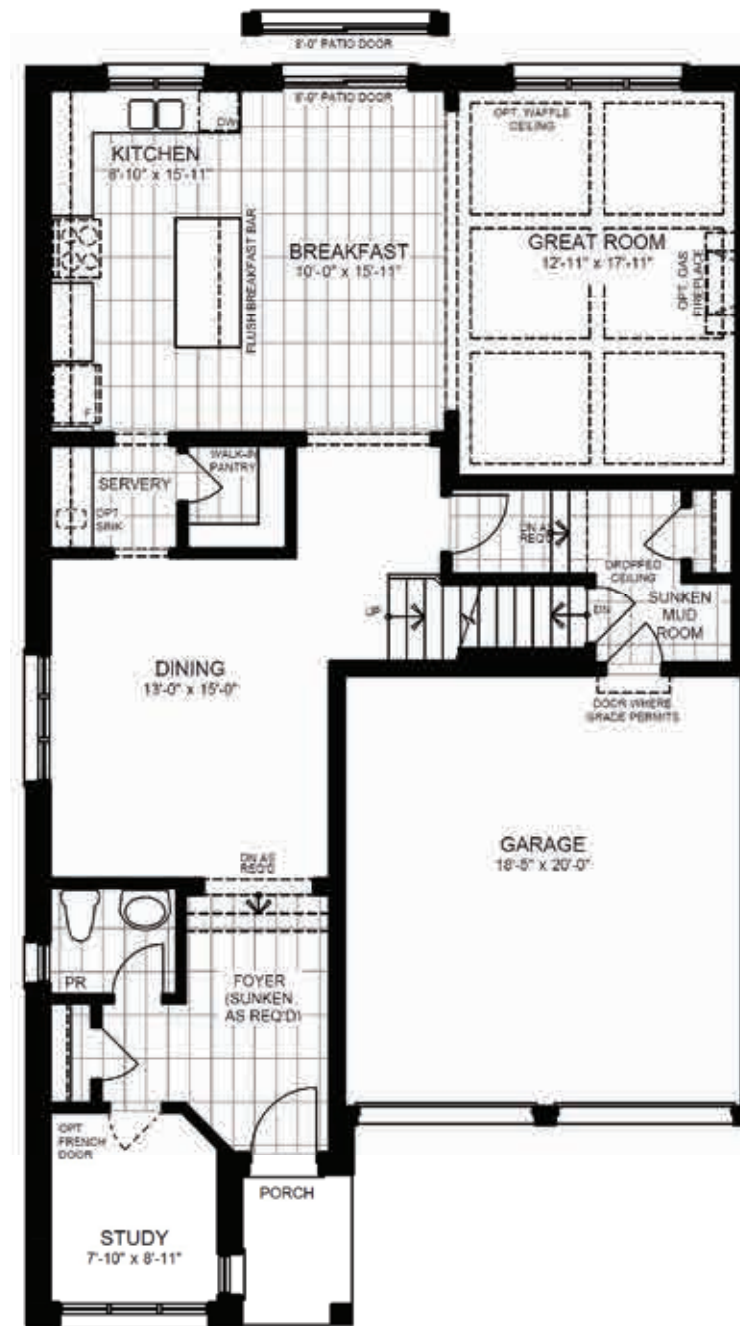 8'-0" PATIO DOOR
8'-0" PATIO DOOR
DW
KITCHEN
8'-10" x 15'-11"
FLUSH BREAKFAST BAR
BREAKFAST
10'-0" x 15'-11"
OPT. WAFFLE
CEILING
GREAT ROOM
12'-11" x 17'-11"
OPT. GAS
FIREPLACE
F
SERVERY
OPT
SINK
WALK-IN
PANTRY
DN AS
REQ'D
DROPPED
CEILING
SUNKEN
MUD
ROOM
UP
DN
DINING
13'-0" x 15'-0"
DOOR WHERE
GRADE PERMITS
GARAGE
18'-5" x 20'-0"
DN AS
REQ'D
PR
FOYER
(SUNKEN
AS REQ'D)
OPT
FRENCH
DOOR
PORCH
STUDY
7'-10" x 8'-11"